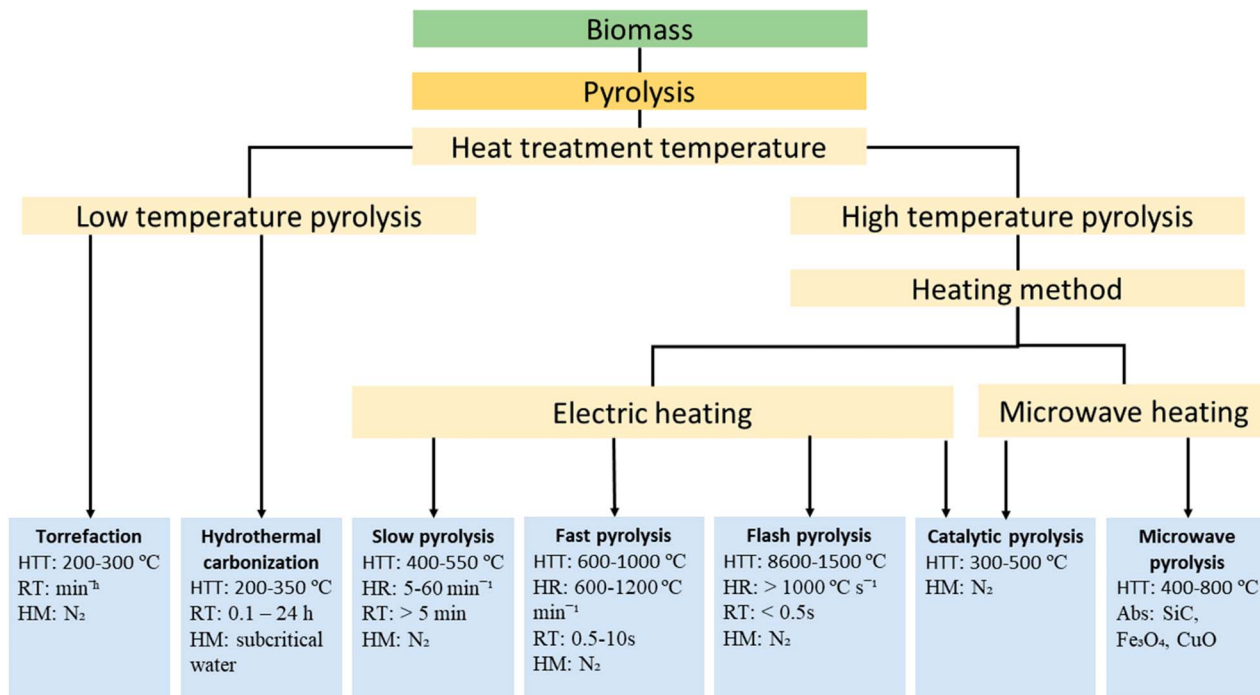 Biomass
Pyrolysis
Heat treatment temperature
Low temperature pyrolysis
High temperature pyrolysis
Heating method
Electric heating
Microwave heating
Torrefaction
HTT: 200-300 °C
RT: min⁻ʰ
HM: N₂
Hydrothermal
carbonization
HTT: 200-350 °C
RT: 0.1 – 24 h
HM: subcritical
water
Slow pyrolysis
HTT: 400-550 °C
HR: 5-60 min⁻¹
RT: > 5 min
HM: N₂
Fast pyrolysis
HTT: 600-1000 °C
HR: 600-1200 °C
min⁻¹
RT: 0.5-10s
HM: N₂
Flash pyrolysis
HTT: 8600-1500 °C
HR: > 1000 °C s⁻¹
RT: < 0.5s
HM: N₂
Catalytic pyrolysis
HTT: 300-500 °C
HM: N₂
Microwave
pyrolysis
HTT: 400-800 °C
Abs: SiC,
Fe₃O₄, CuO